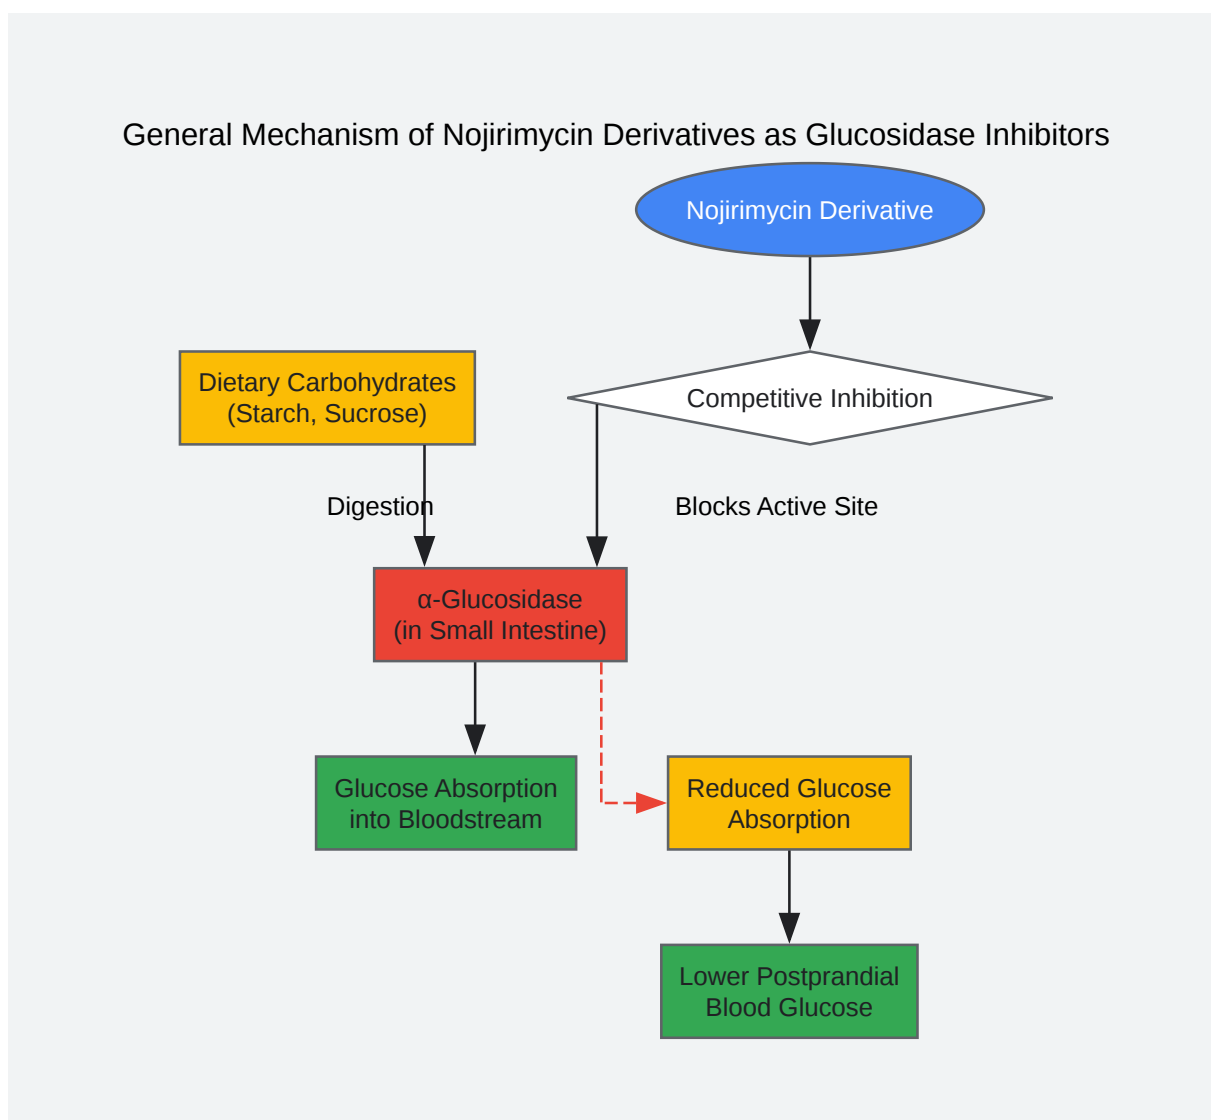 General Mechanism of Nojirimycin Derivatives as Glucosidase Inhibitors
Nojirimycin Derivative
Dietary Carbohydrates
(Starch, Sucrose)
Competitive Inhibition
Digestion
Blocks Active Site
α-Glucosidase
(in Small Intestine)
Glucose Absorption
into Bloodstream
Reduced Glucose
Absorption
Lower Postprandial
Blood Glucose